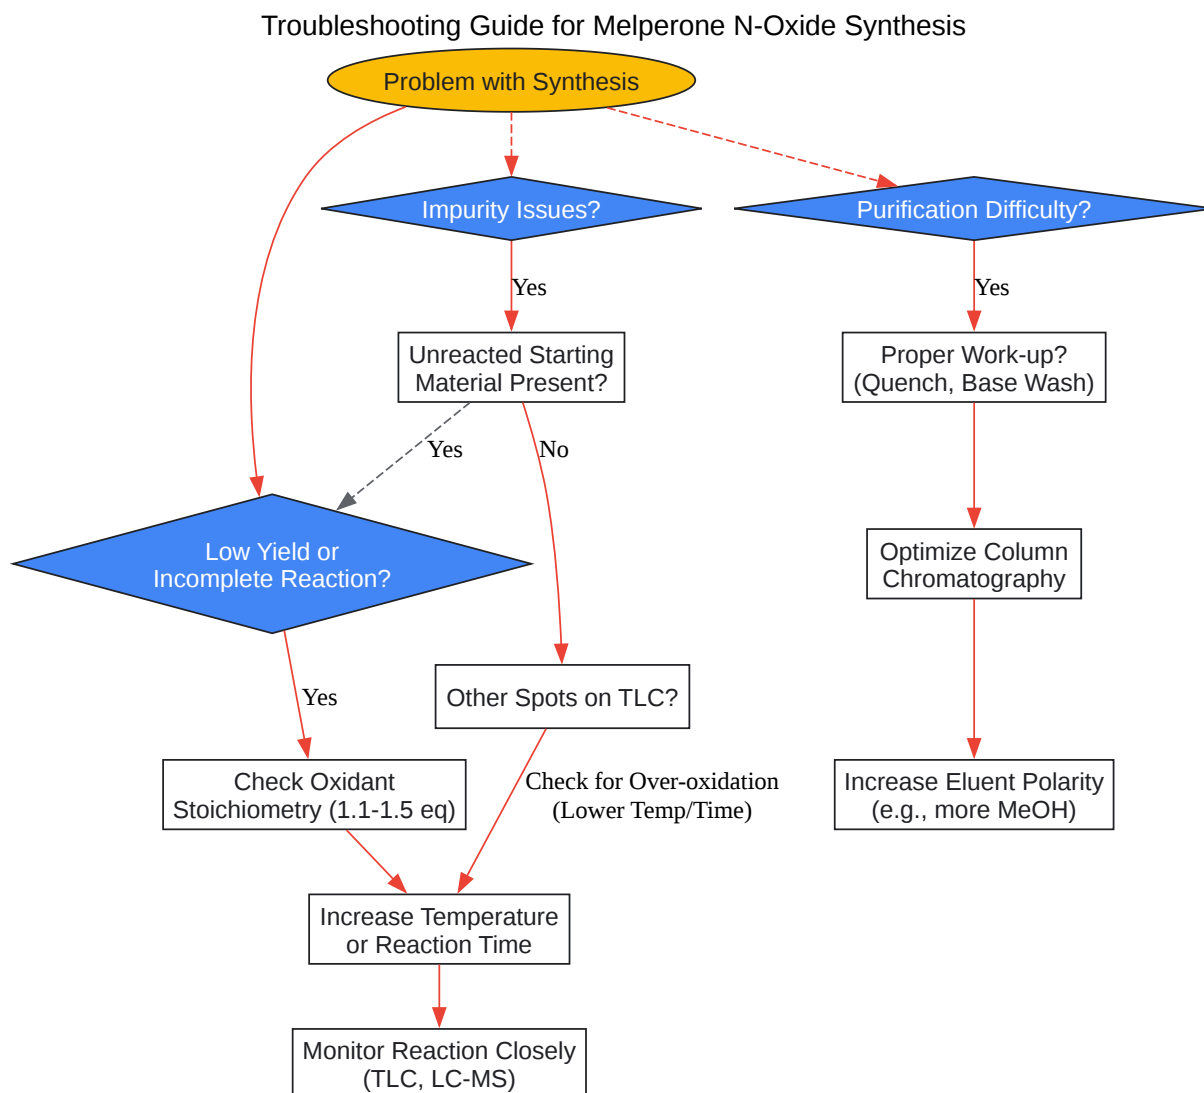 Troubleshooting Guide for Melperone N-Oxide Synthesis
Problem with Synthesis
Impurity Issues?
Purification Difficulty?
Yes
Yes
Unreacted Starting
Material Present?
Proper Work-up?
(Quench, Base Wash)
Yes
No
Low Yield or
Incomplete Reaction?
Optimize Column
Chromatography
Yes
Other Spots on TLC?
Check Oxidant
Stoichiometry (1.1-1.5 eq)
Check for Over-oxidation
(Lower Temp/Time)
Increase Eluent Polarity
(e.g., more MeOH)
Increase Temperature
or Reaction Time
Monitor Reaction Closely
(TLC, LC-MS)